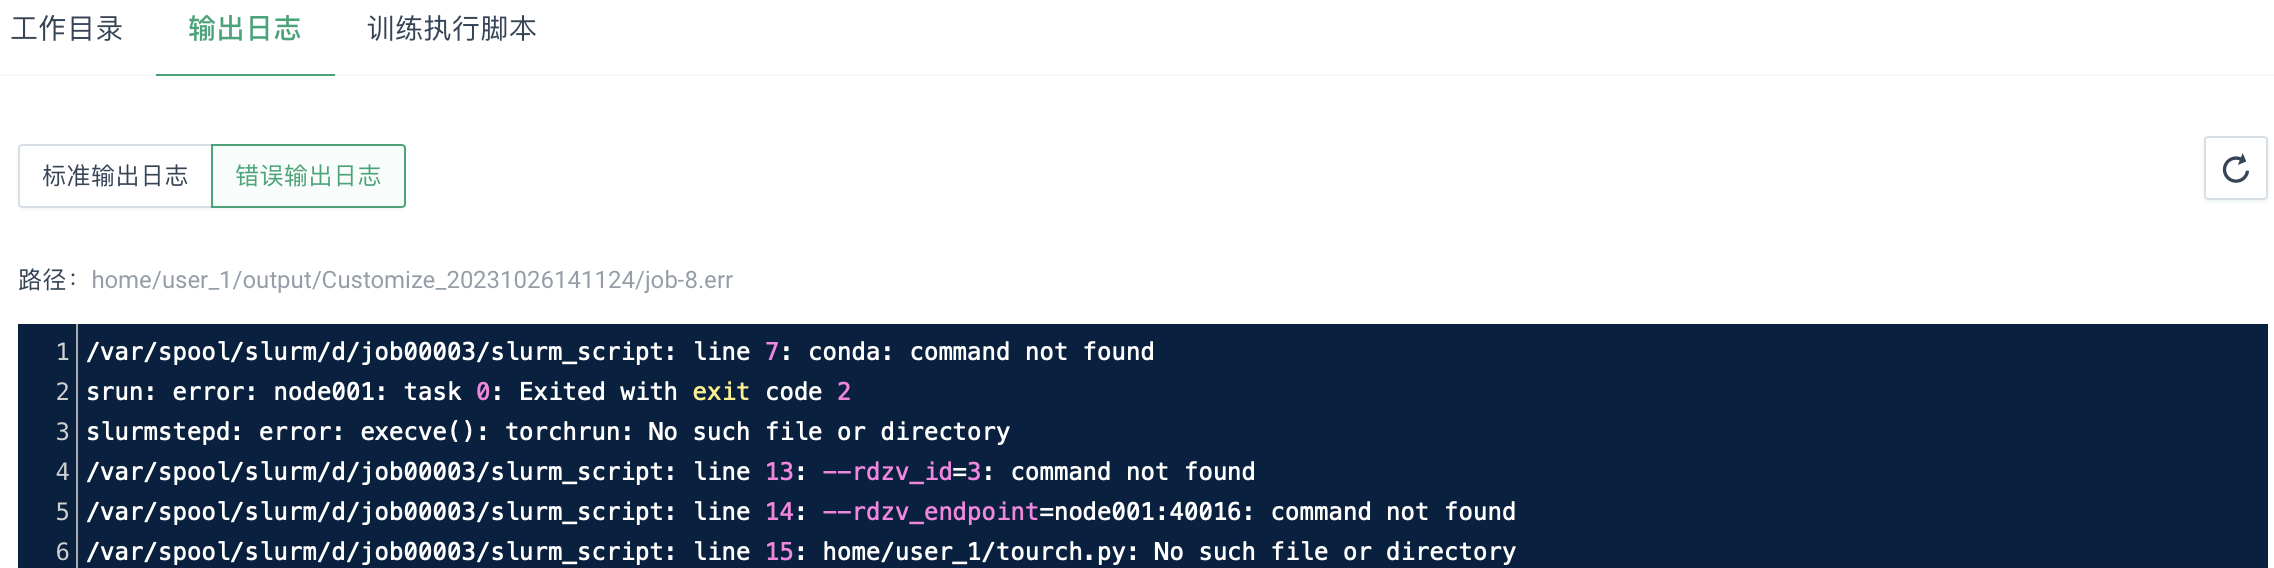 工作目录 输出日志 训练执行脚本
标准输出日志 错误输出日志
路径： home/user_1/output/Customize_20231026141124/job-8.err
1 /var/spool/slurm/d/job00003/slurm_script: line 7: conda: command not found
2 srun: error: node001: task 0: Exited with exit code 2
3 slurmstepd: error: execve(): torchrun: No such file or directory
4 /var/spool/slurm/d/job00003/slurm_script: line 13: --rdzv_id=3: command not found
5 /var/spool/slurm/d/job00003/slurm_script: line 14: --rdzv_endpoint=node001:40016: command not found
6 /var/spool/slurm/d/job00003/slurm_script: line 15: home/user_1/tourch.py: No such file or directory